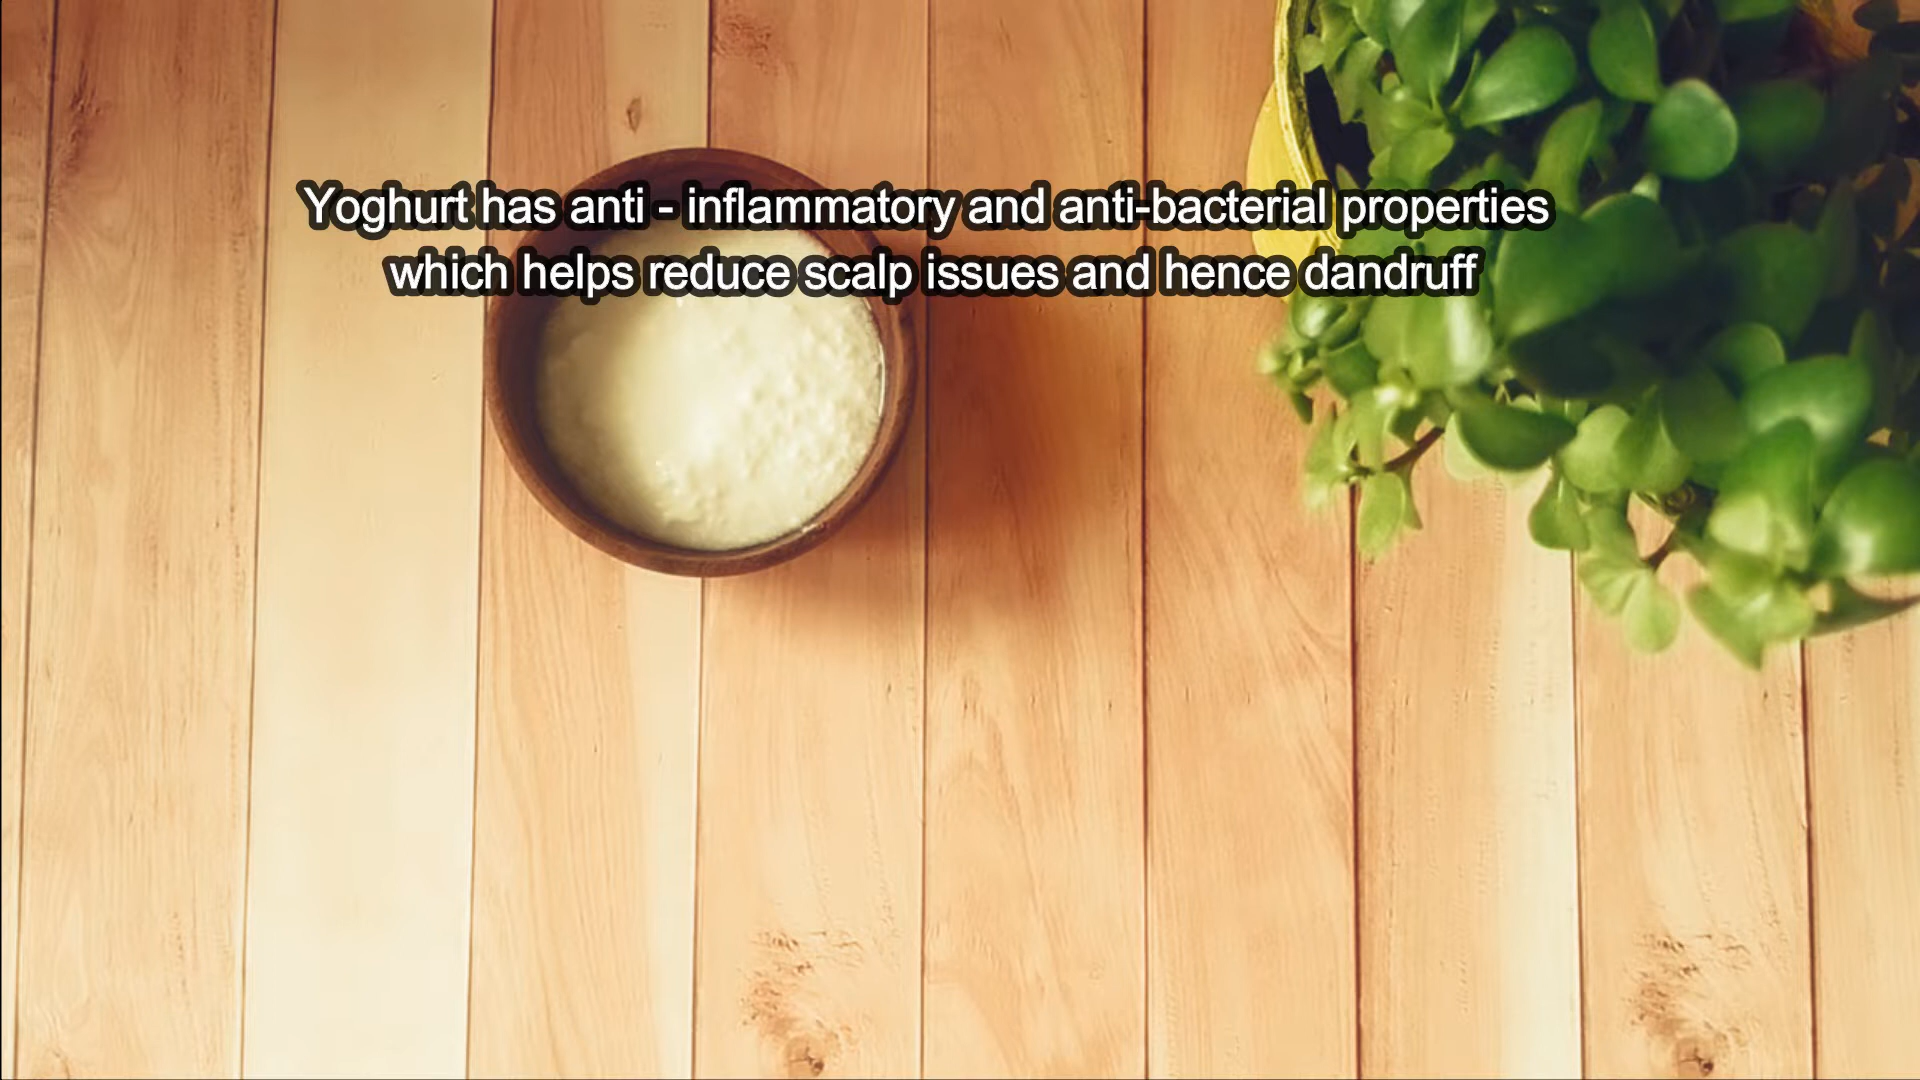 Yoghurt has anti - inflammatory and anti-bacterial properties
which helps reduce scalp issues and hence dandruff